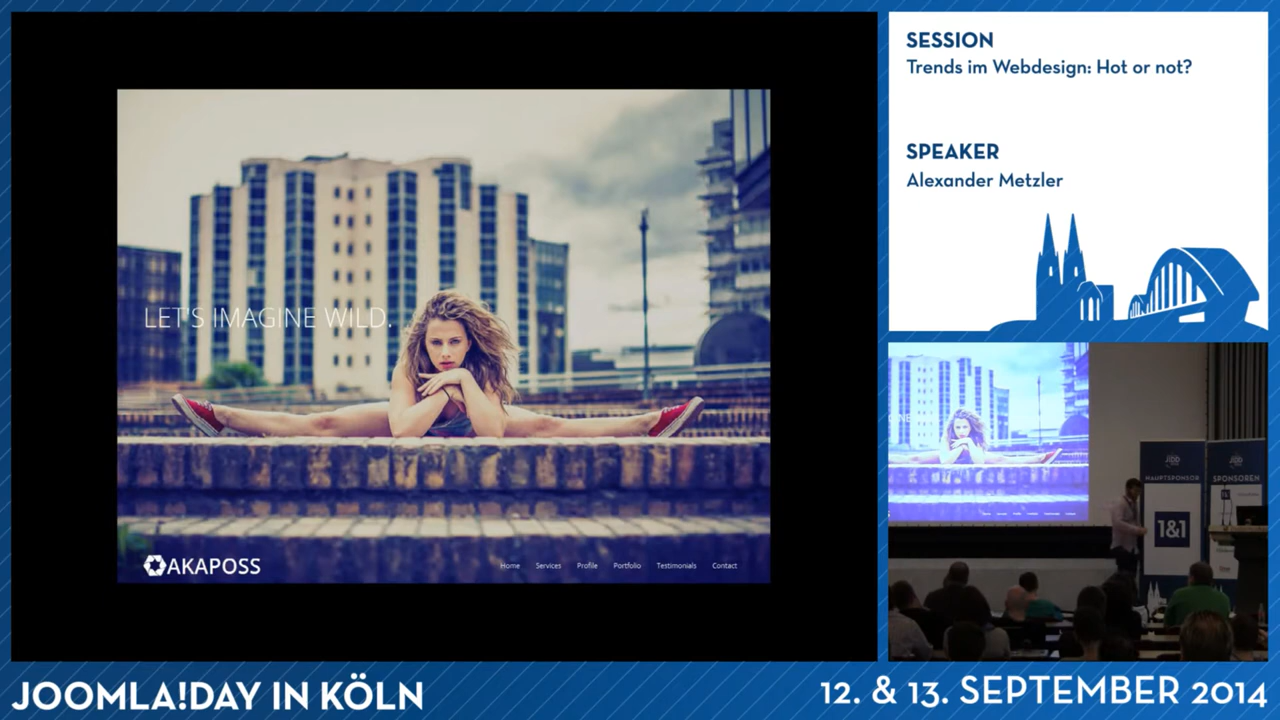 SESSION
Trends im Webdesign: Hot or not?
SPEAKER
Alexander Metzler
LET'S IMAGINE WILD.
AKAPOSS
Home Services Profile Portfolio Testimonials Contact
HAUPTSPONSOR
SPONSOREN
1&1
JOOMLA!DAY IN KÖLN
12. & 13. SEPTEMBER 2014